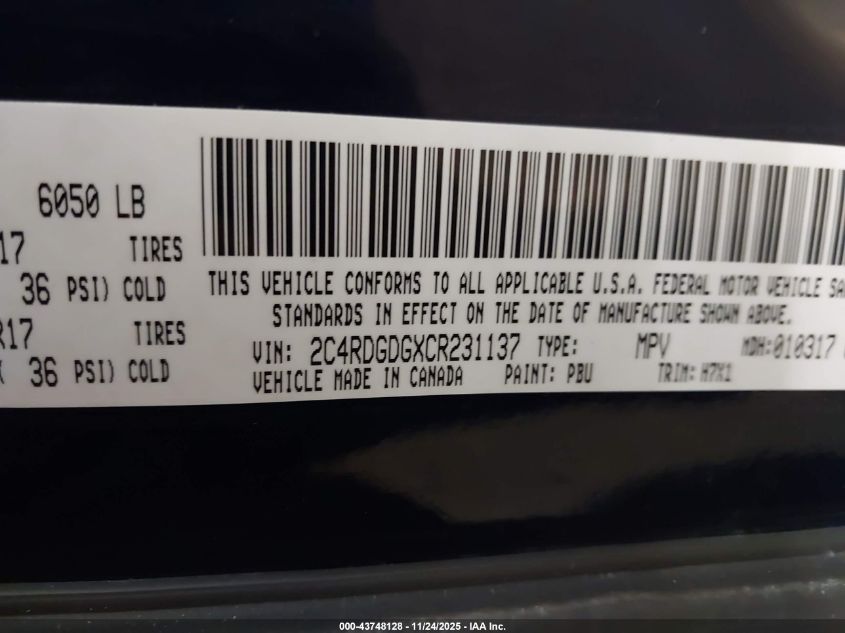 6050 LB
17 TIRES
36 PSI) COLD
R17 TIRES
36 PSI) COLD
THIS VEHICLE CONFORMS TO ALL APPLICABLE U.S.A. FEDERAL MOTOR VEHICLE SA
STANDARDS IN EFFECT ON THE DATE OF MANUFACTURE SHOWN ABOVE.
VIN: 2C4RDGDGXCR231137 TYPE: MPV MDH:010317
VEHICLE MADE IN CANADA PAINT: PBU TRIM: H7X1
000-43748128 - 11/24/2025 - IAA Inc.